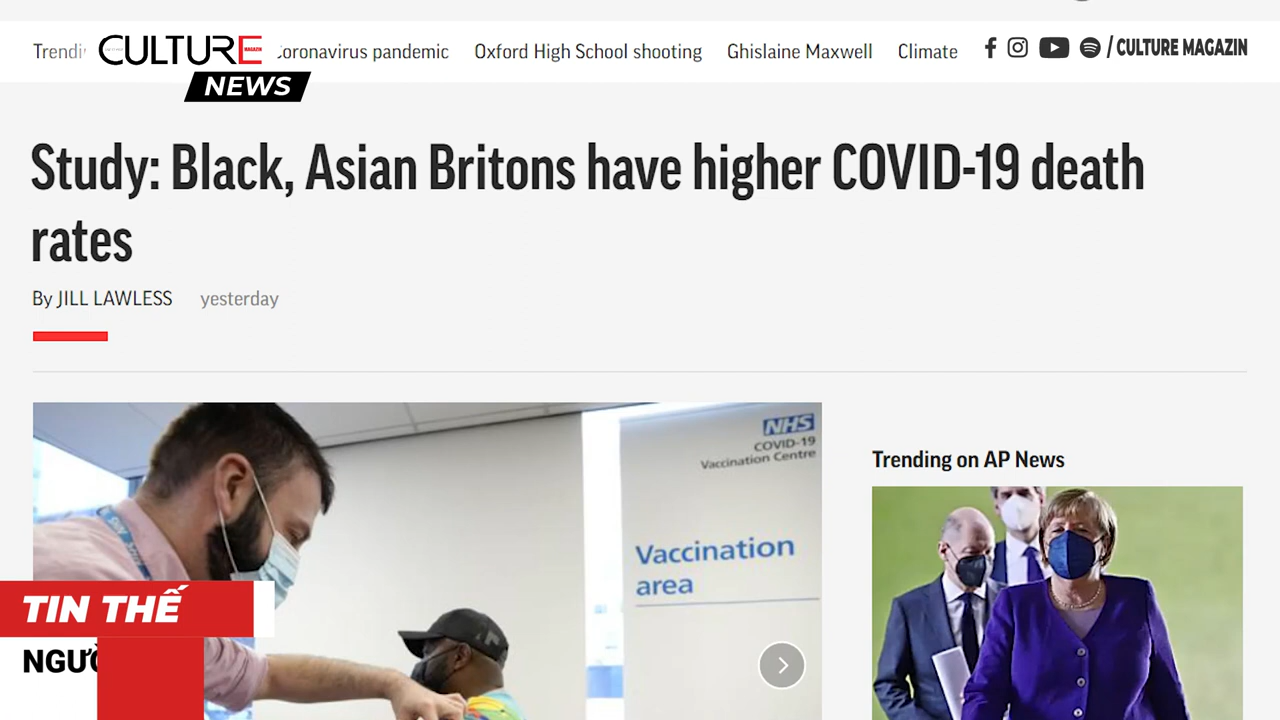 Trendi
CULTURE
MAGAZIN
NEWS
oronavirus pandemic
Oxford High School shooting
Ghislaine Maxwell
Climate
/ CULTURE MAGAZIN
Study: Black, Asian Britons have higher COVID-19 death
rates
By JILL LAWLESS yesterday
NHS
COVID-19
Vaccination Centre
Vaccination
area
Trending on AP News
TIN THẾ
NGƯỜ